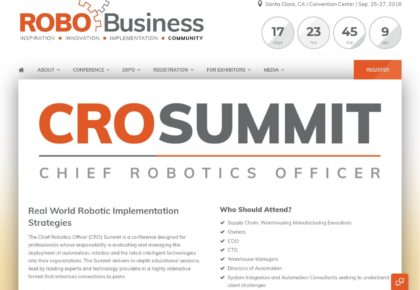 ROBOBusiness
INSPIRATION • INNOVATION • IMPLEMENTATION • COMMUNITY
Santa Clara, CA | Convention Center | Sep. 25-27, 2018
17 23 45 9
days hrs min sec
ABOUT CONFERENCE EXPO REGISTRATION FOR EXHIBITORS MEDIA REGISTER
CROSUMMIT
CHIEF ROBOTICS OFFICER
Real World Robotic Implementation
Strategies
The Chief Robotics Officer (CRO) Summit is a conference designed for
professionals whose responsibility is evaluating and managing the
deployment of automation, robotics and the latest intelligent technologies
into their organizations. The Summit delivers in-depth educational sessions,
lead by leading experts and technology providers in a highly interactive
format that enhances connections to peers.
Who Should Attend?
Supply Chain, Warehousing Manufacturing Executives
Owners
COO
CTO
Warehouse Managers
Directors of Automation
System Integrators and Automation Consultants seeking to understand
client challenges